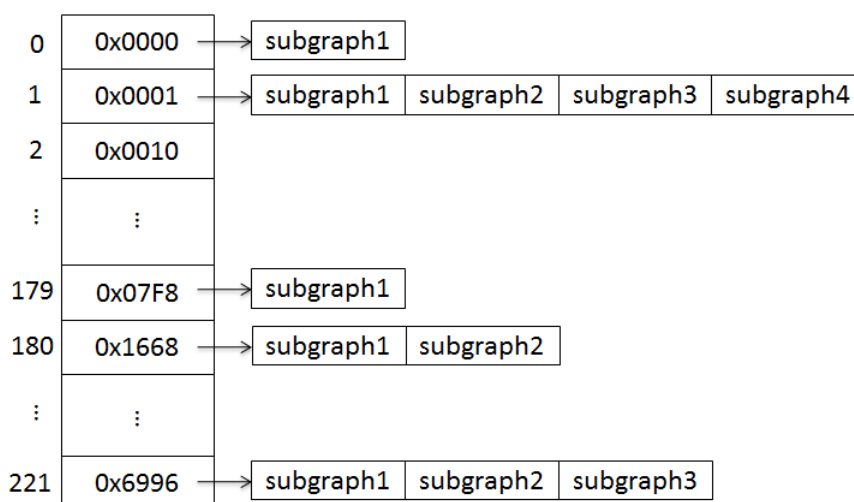 0 0x0000 subgraph1
1 0x0001 subgraph1 subgraph2 subgraph3 subgraph4
2 0x0010
⋮ ⋮
179 0x07F8 subgraph1
180 0x1668 subgraph1 subgraph2
⋮ ⋮
221 0x6996 subgraph1 subgraph2 subgraph3